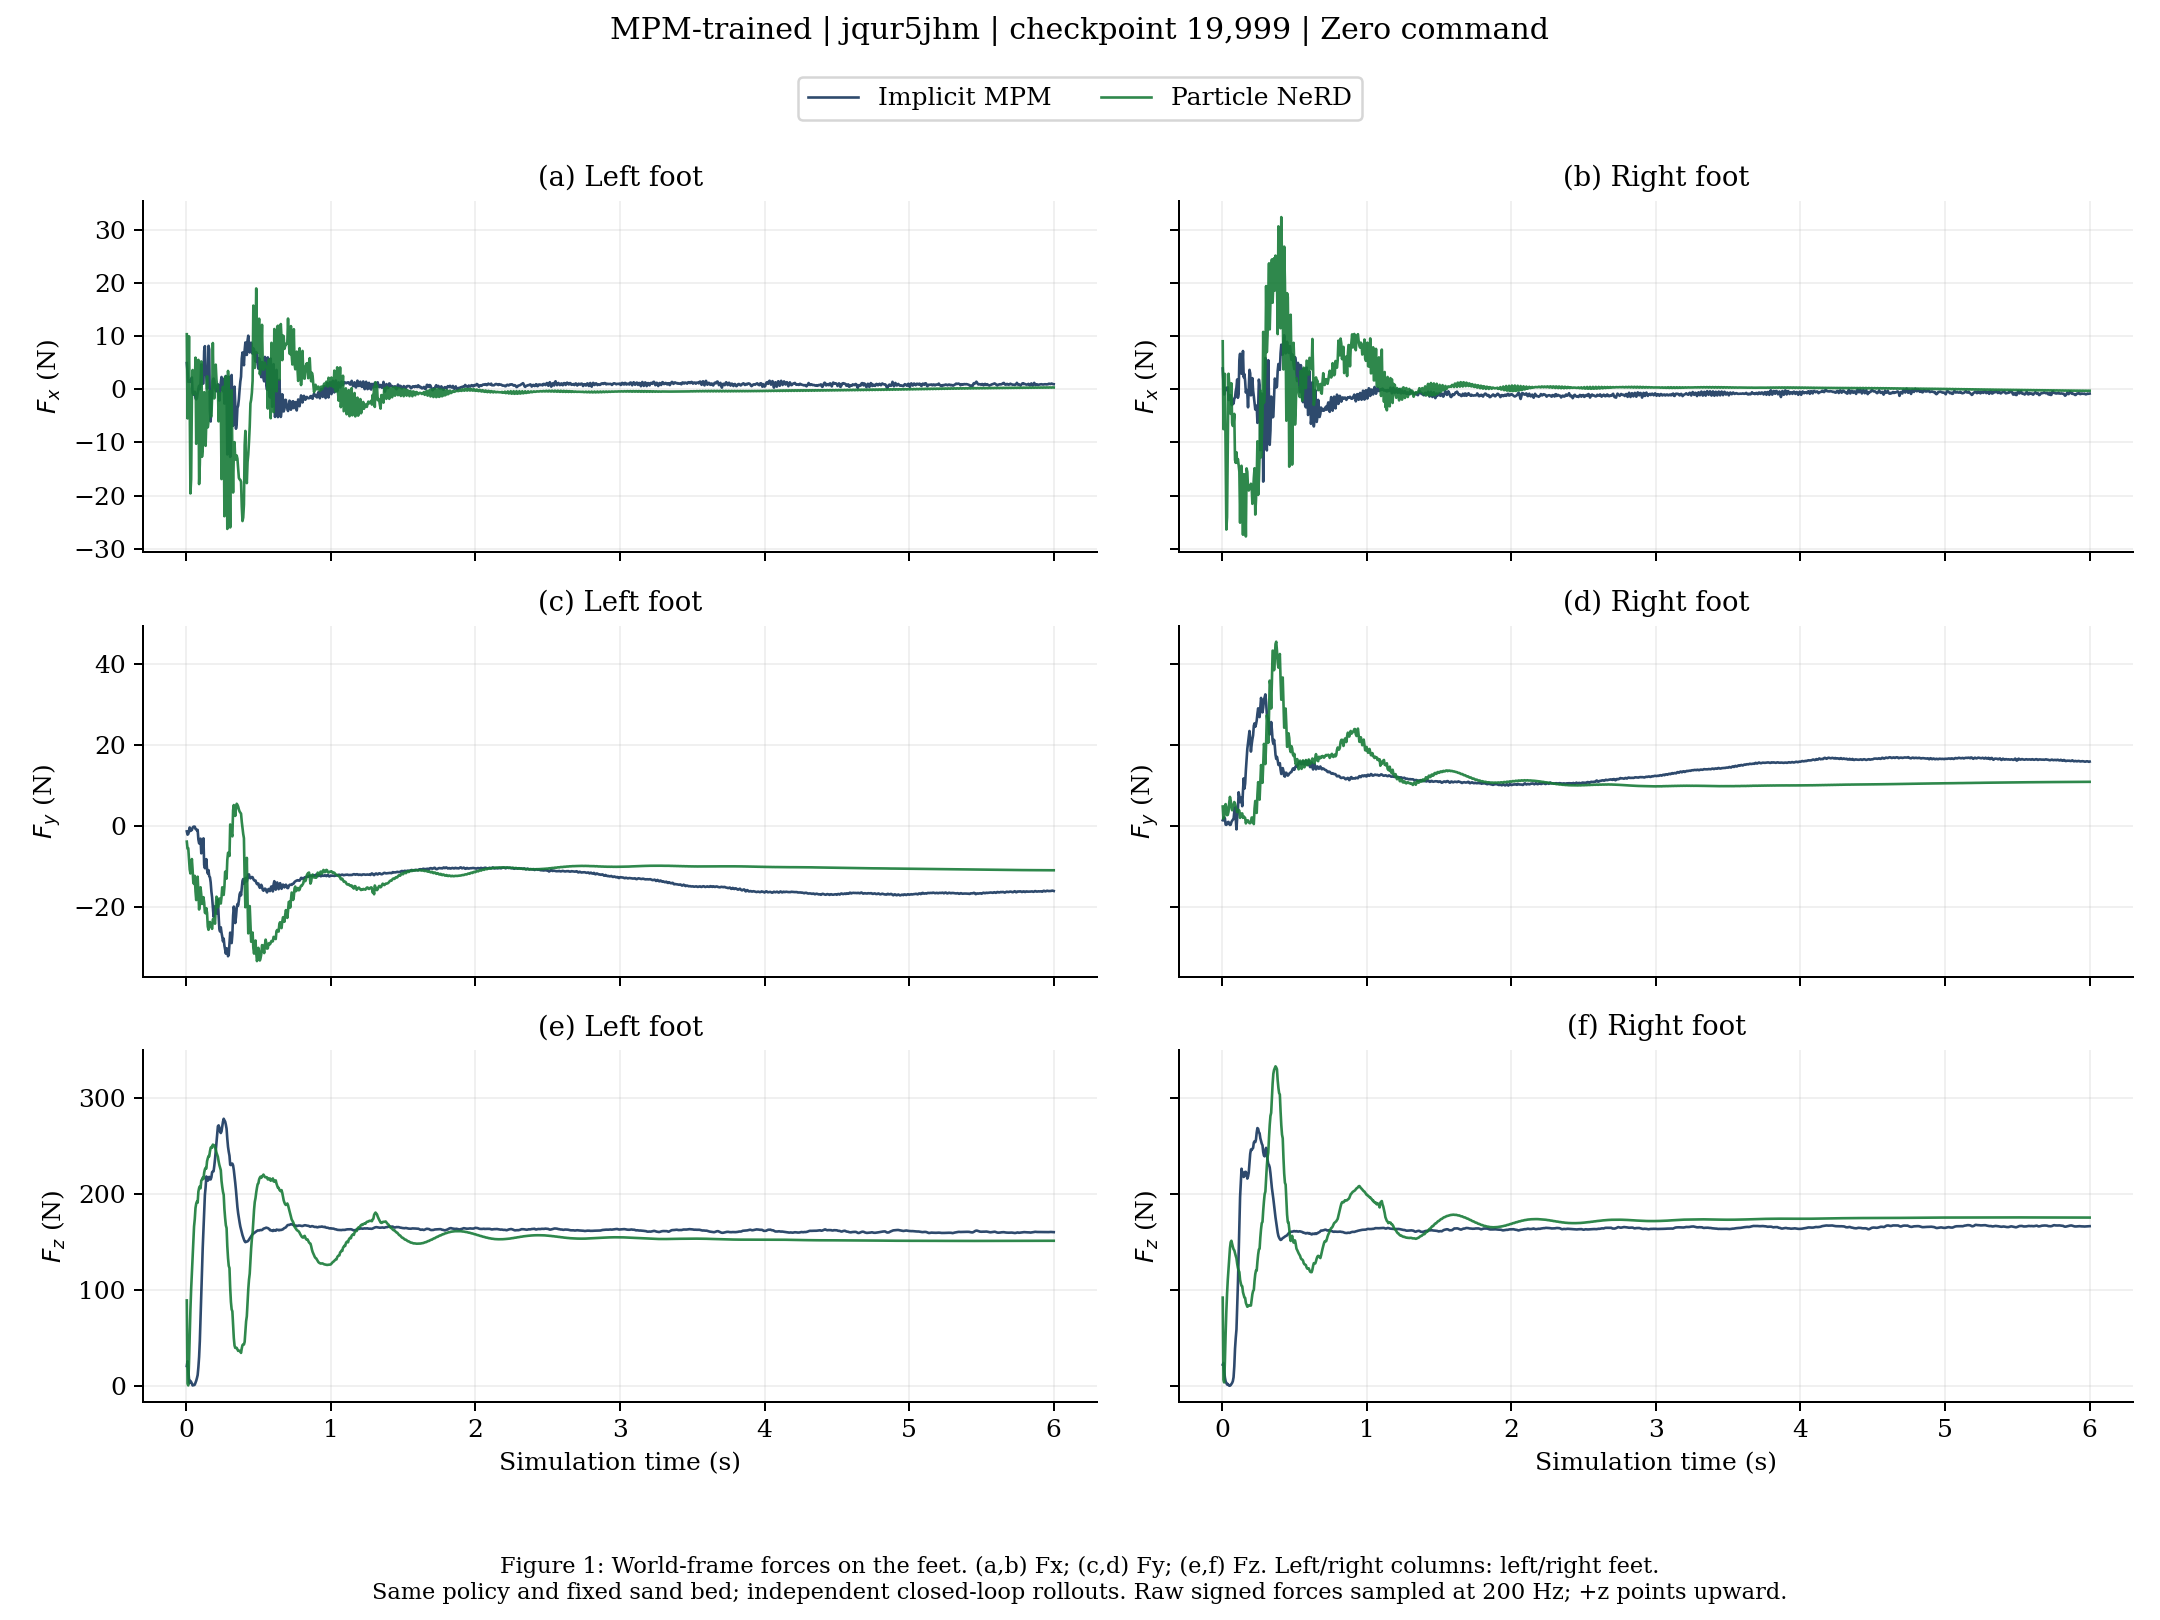 MPM-trained | jqur5jhm | checkpoint 19,999 | Zero command
Implicit MPM
Particle NeRD
(a) Left foot
(b) Right foot
30
20
10
0
−10
−20
−30
F_x (N)
F_x (N)
(c) Left foot
(d) Right foot
40
20
0
−20
F_y (N)
F_y (N)
(e) Left foot
(f) Right foot
300
200
100
0
F_z (N)
F_z (N)
0 1 2 3 4 5 6
0 1 2 3 4 5 6
Simulation time (s)
Simulation time (s)
Figure 1: World-frame forces on the feet. (a,b) Fx; (c,d) Fy; (e,f) Fz. Left/right columns: left/right feet.
Same policy and fixed sand bed; independent closed-loop rollouts. Raw signed forces sampled at 200 Hz; +z points upward.